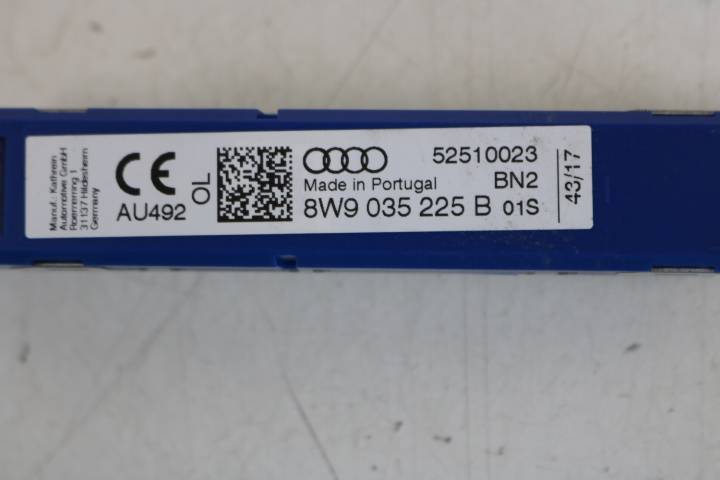 Manuf.: Kathrein
Automotive GmbH
Roemerring 1
31137 Hildesheim
Germany
CE
AU492
OL
52510023
Made in Portugal
BN2
8W9 035 225 B 01S
43/17